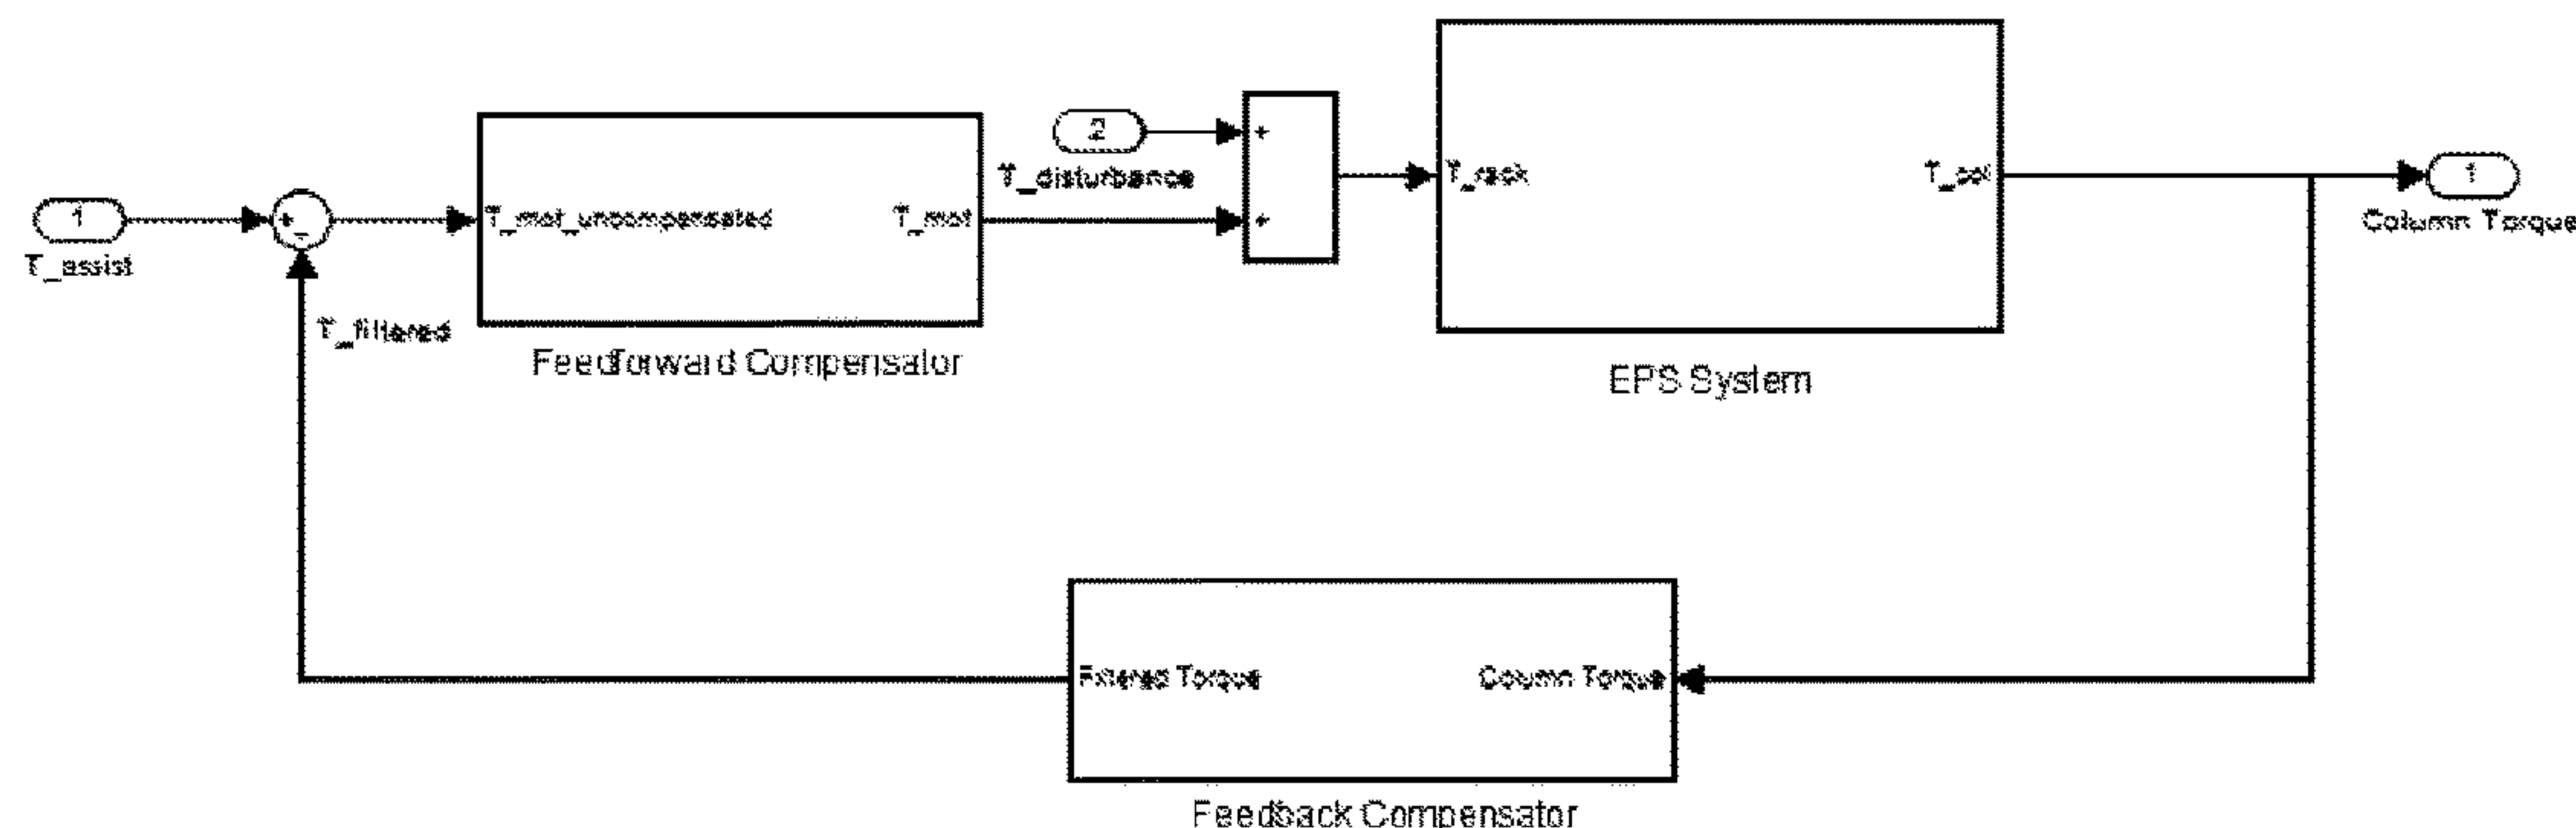 1
T_assist
+
-
T_filtered
T_mot_uncompensated
T_mot
Feedforward Compensator
2
T_disturbance
+
+
T_rack
T_col
EPS System
1
Column Torque
Filtered Torque
Column Torque
Feedback Compensator